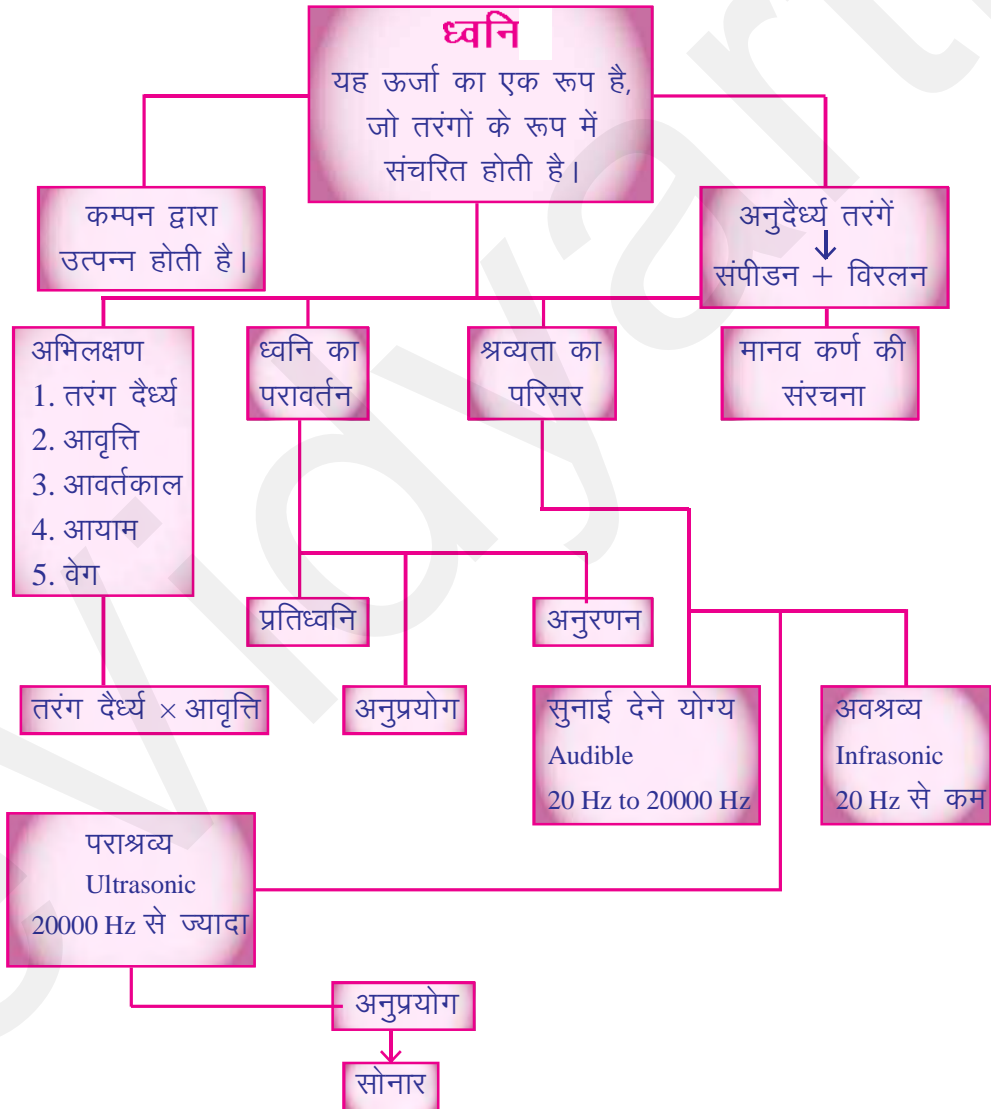 ध्वनि
यह ऊर्जा का एक रूप है,
जो तरंगों के रूप में
संचरित होती है।
कम्पन द्वारा
उत्पन्न होती है।
अनुदैर्ध्य तरंगें
संपीडन + विरलन
अभिलक्षण
1. तरंग दैर्ध्य
2. आवृत्ति
3. आवर्तकाल
4. आयाम
5. वेग
ध्वनि का
परावर्तन
श्रव्यता का
परिसर
मानव कर्ण की
संरचना
प्रतिध्वनि
अनुरणन
तरंग दैर्ध्य × आवृत्ति
अनुप्रयोग
सुनाई देने योग्य
Audible
20 Hz to 20000 Hz
अवश्रव्य
Infrasonic
20 Hz से कम
पराश्रव्य
Ultrasonic
20000 Hz से ज्यादा
अनुप्रयोग
सोनार